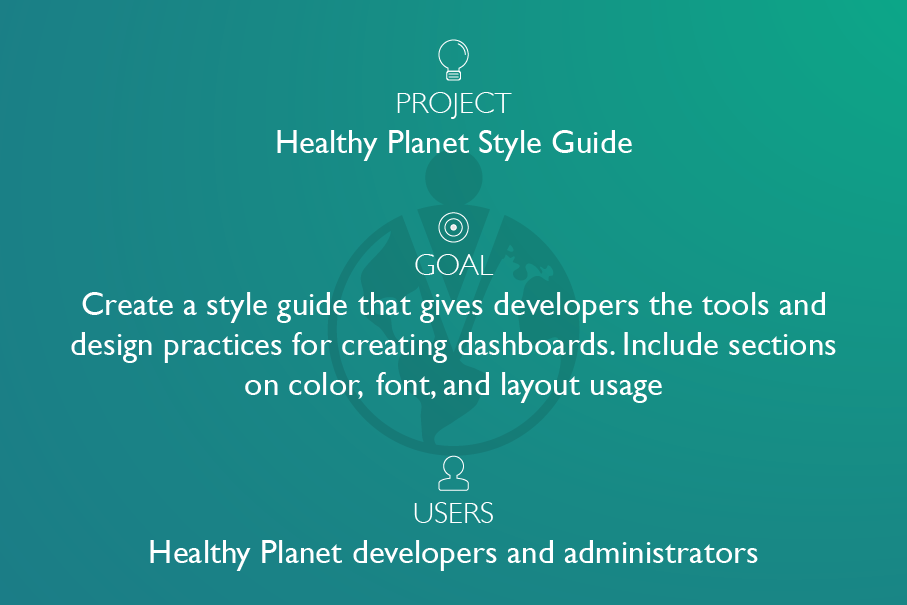 PROJECT
Healthy Planet Style Guide
GOAL
Create a style guide that gives developers the tools and
design practices for creating dashboards. Include sections
on color, font, and layout usage
USERS
Healthy Planet developers and administrators